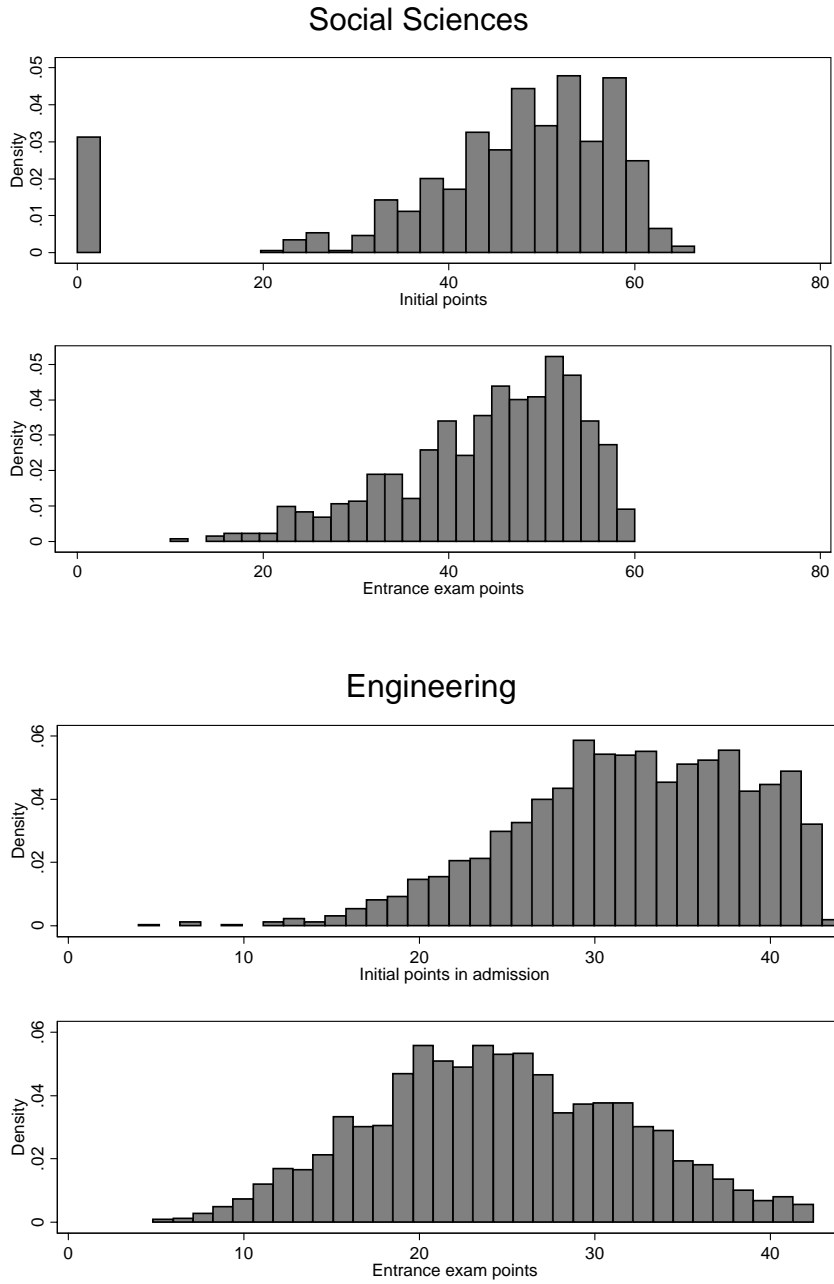 Social Sciences
Density
0 .01 .02 .03 .04 .05
0 20 40 60 80
Initial points
Density
0 .01 .02 .03 .04 .05
0 20 40 60 80
Entrance exam points
Engineering
Density
0 .02 .04 .06
0 10 20 30 40
Initial points in admission
Density
0 .02 .04 .06
0 10 20 30 40
Entrance exam points